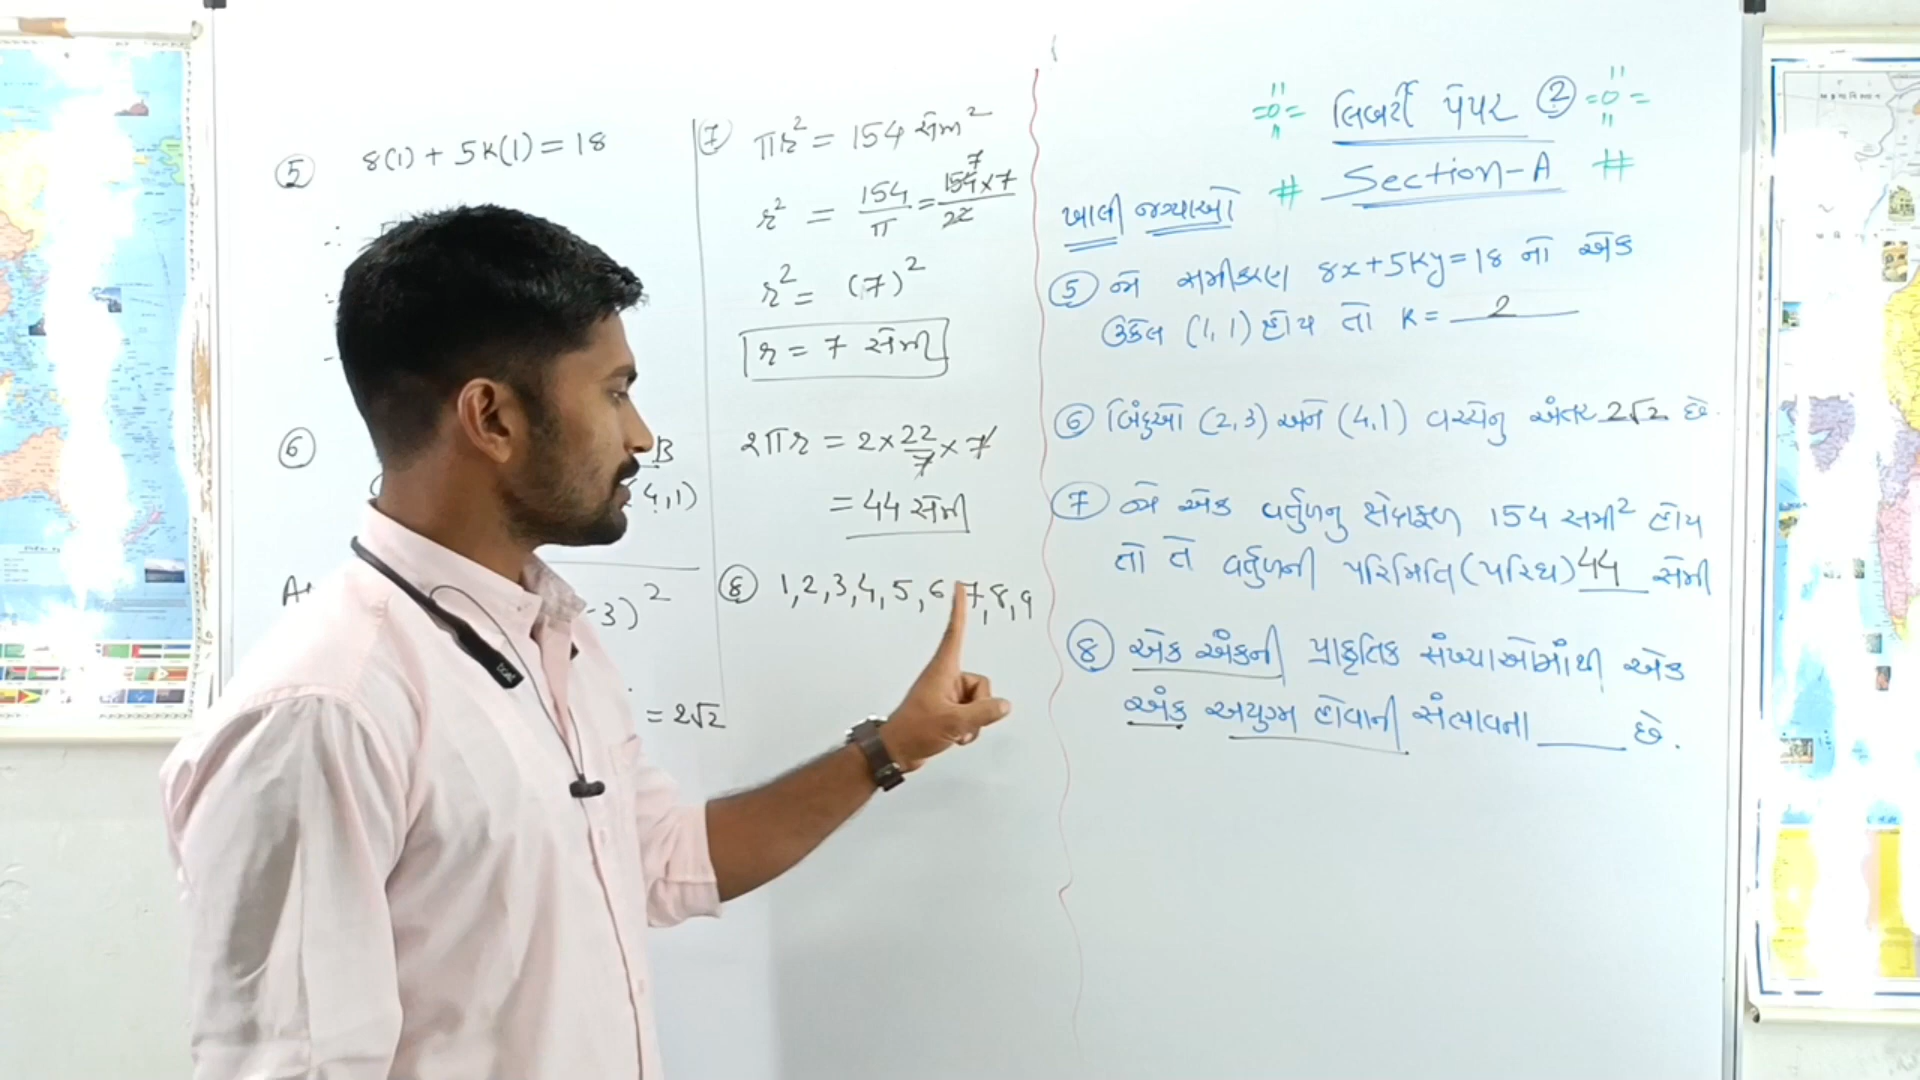 ⑤ 8(1) + 5K(1) = 18
∴
⑥
B
4,1)
-3)²
= 2√2
⑦ πr² = 154 સેમી²
r² = 154/π = 154×7/22
7
r² = (7)²
r = 7 સેમી
2πr = 2×22/7×7
= 44 સેમી
⑧ 1,2,3,4,5,6,7,8,9
લિબર્ટી પેપર ②
# Section-A #
ખાલી જગ્યાઓ
⑤ જો સમીકરણ 8x+5Ky=18 નો એક
ઉકેલ (1,1) હોય તો K= 2
⑥ બિંદુઓ (2,3) અને (4,1) વચ્ચેનુ અંતર 2√2 છે.
⑦ જો એક વર્તુળનુ ક્ષેત્રફળ 154 સેમી² હોય
તો તે વર્તુળની પરિમિતિ (પરિઘ) 44 સેમી
⑧ એક અંકની પ્રાકૃતિક સંખ્યાઓમાંથી એક
અંક અયુગ્મ હોવાની સંભાવના ____ છે.